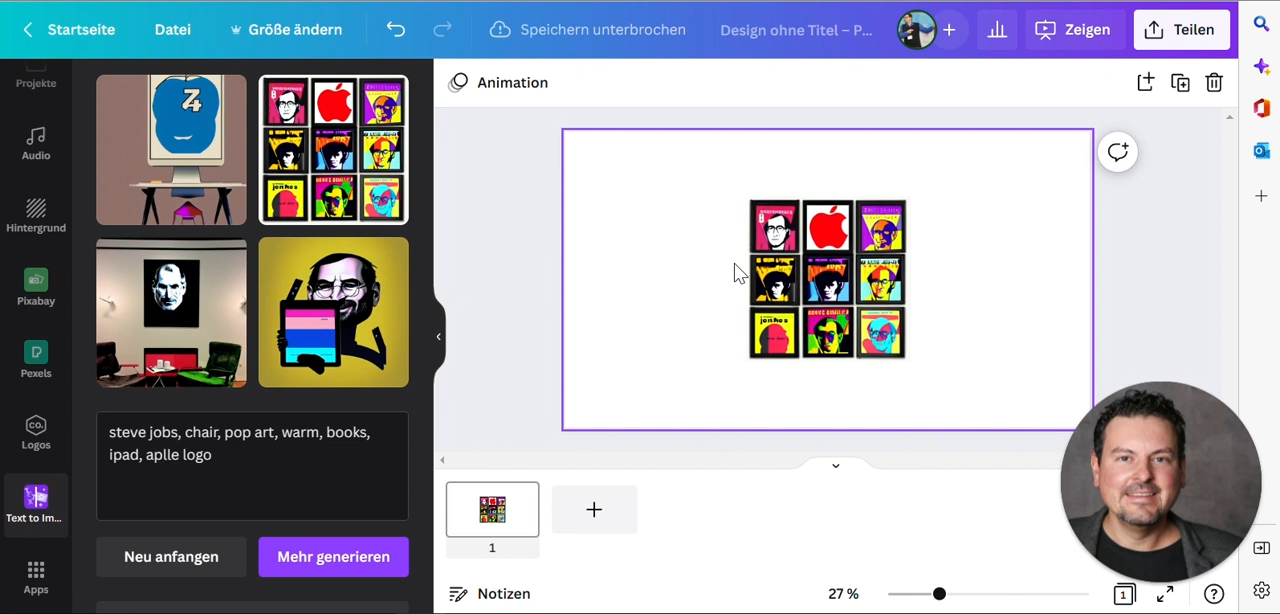 Startseite
Datei
Größe ändern
Speichern unterbrochen
Design ohne Titel – P...
Zeigen
Teilen
Projekte
Audio
Hintergrund
Pixabay
Pexels
CO.
Logos
Text to Im...
Apps
Animation
steve jobs, chair, pop art, warm, books,
ipad, aplle logo
Neu anfangen
Mehr generieren
1
Notizen
27 %
1